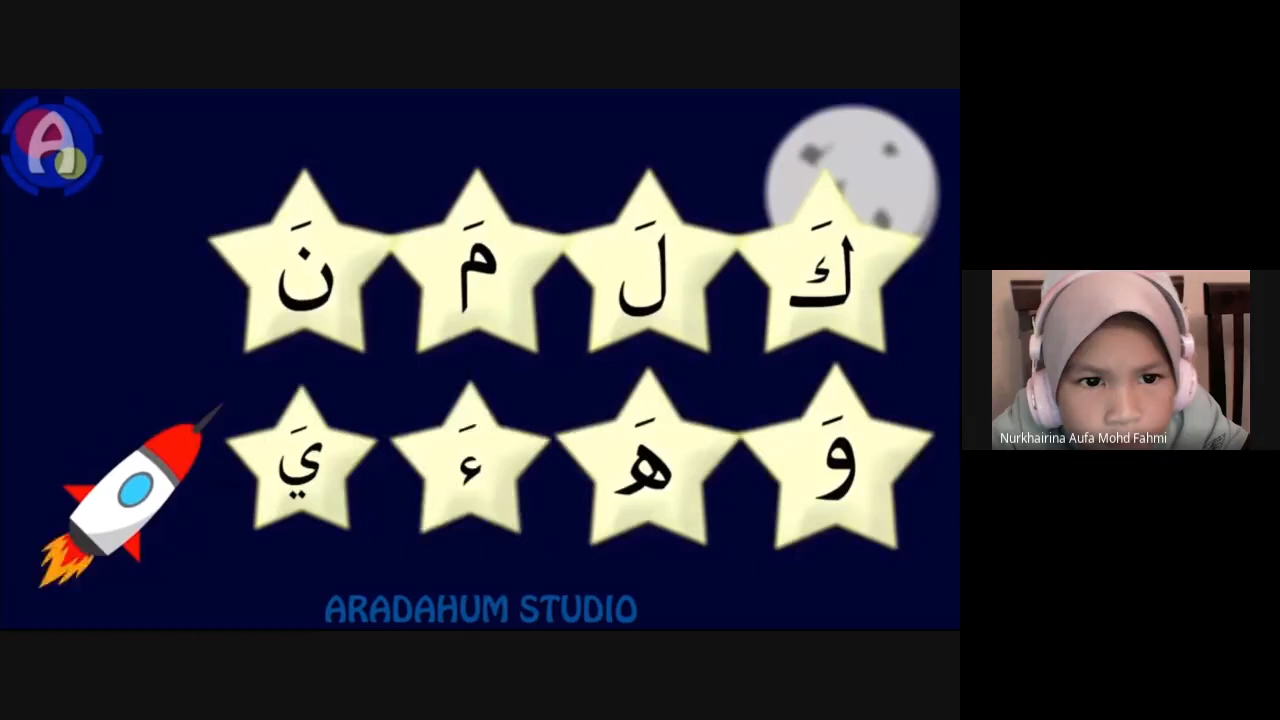 كَ لَ مَ نَ
وَ هَ ءَ يَ
ARADAHUM STUDIO
Nurkhairina Aufa Mohd Fahmi
A